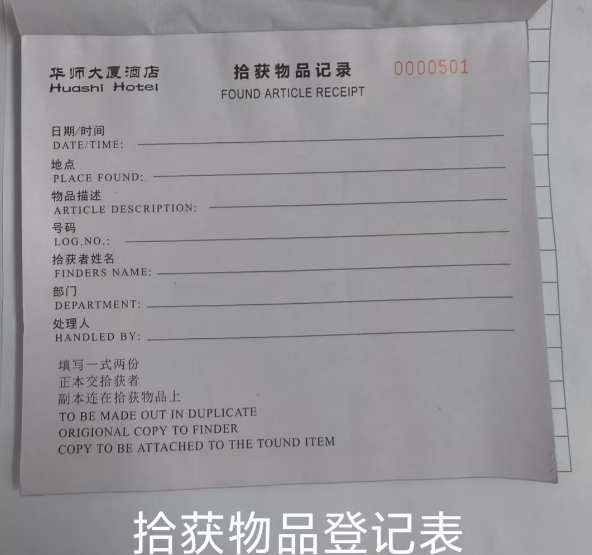 华师大厦酒店
Huashi Hotel
拾获物品记录
FOUND ARTICLE RECEIPT
0000501
日期/时间
DATE/TIME:
地点
PLACE FOUND:
物品描述
ARTICLE DESCRIPTION:
号码
LOG.NO.:
拾获者姓名
FINDERS NAME:
部门
DEPARTMENT:
处理人
HANDLED BY:
填写一式两份
正本交拾获者
副本连在拾获物品上
TO BE MADE OUT IN DUPLICATE
ORIGIONAL COPY TO FINDER
COPY TO BE ATTACHED TO THE TOUND ITEM
拾获物品登记表